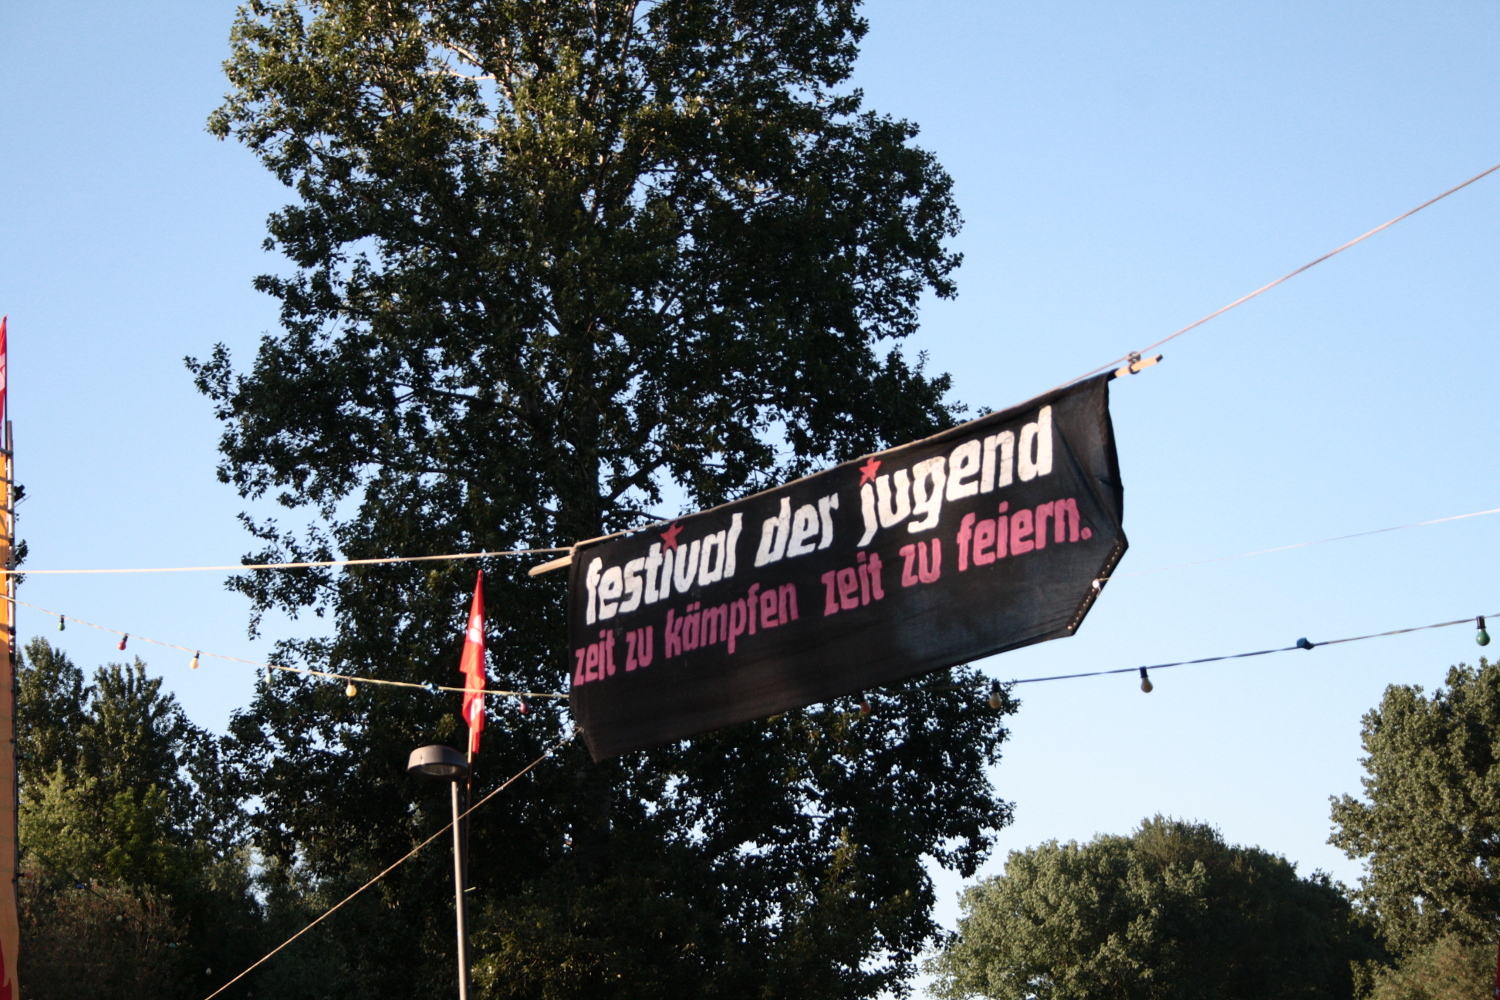 festival der jugend
zeit zu kämpfen zeit zu feiern.